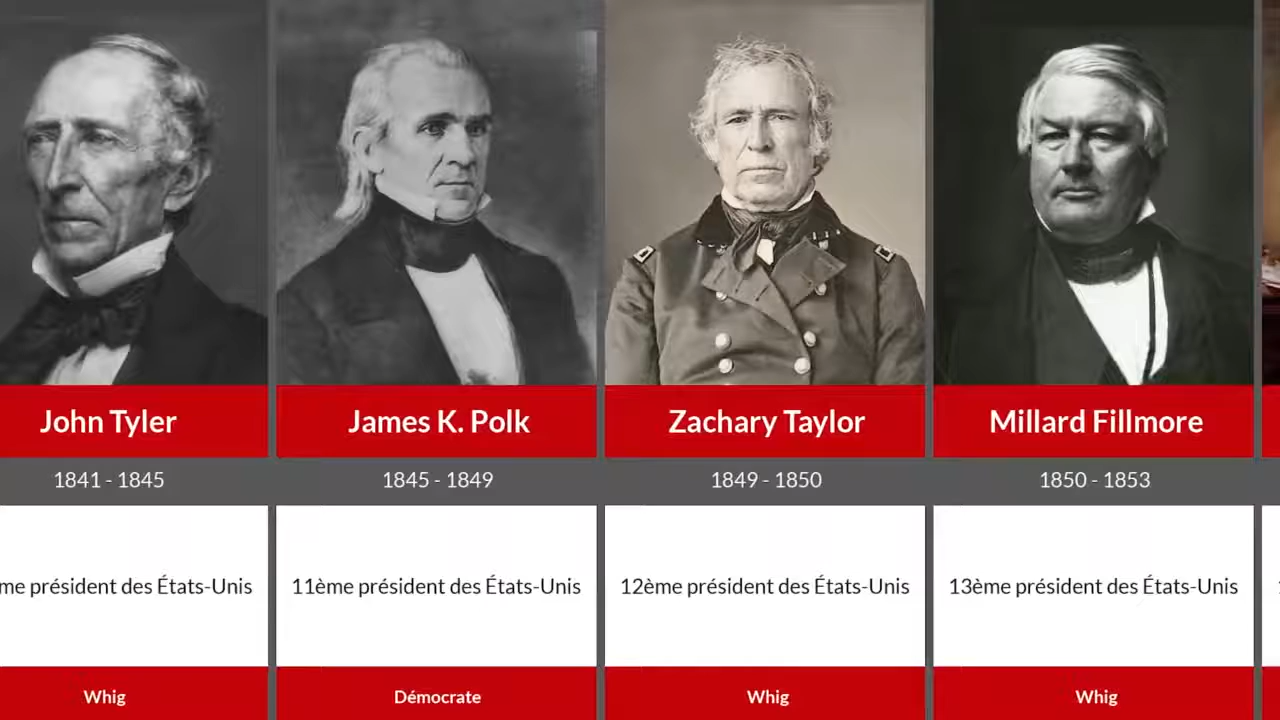 John Tyler
James K. Polk
Zachary Taylor
Millard Fillmore
1841 - 1845
1845 - 1849
1849 - 1850
1850 - 1853
président des États-Unis
11ème président des États-Unis
12ème président des États-Unis
13ème président des États-Unis
Whig
Démocrate
Whig
Whig